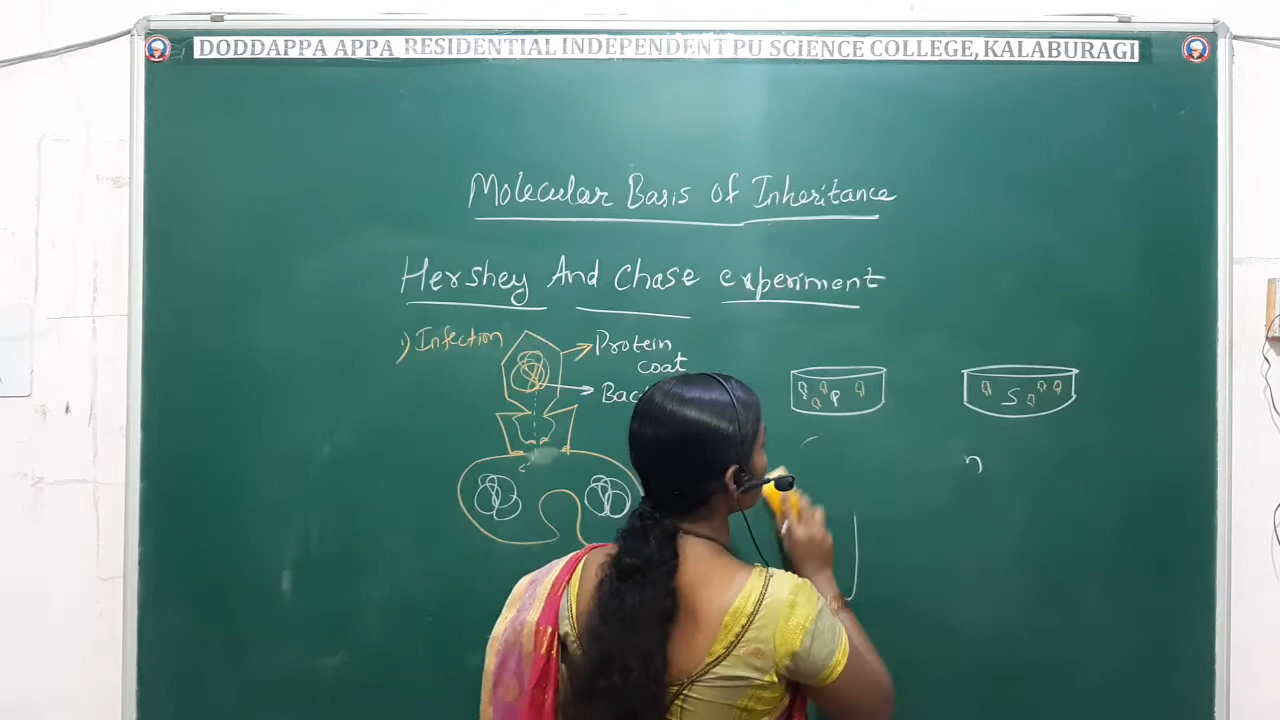 DODDAPPA APPA RESIDENTIAL INDEPENDENT PU SCIENCE COLLEGE, KALABURAGI
Molecular Basis of Inheritance
Hershey And Chase experiment
1) Infection
Protein
coat
P
S